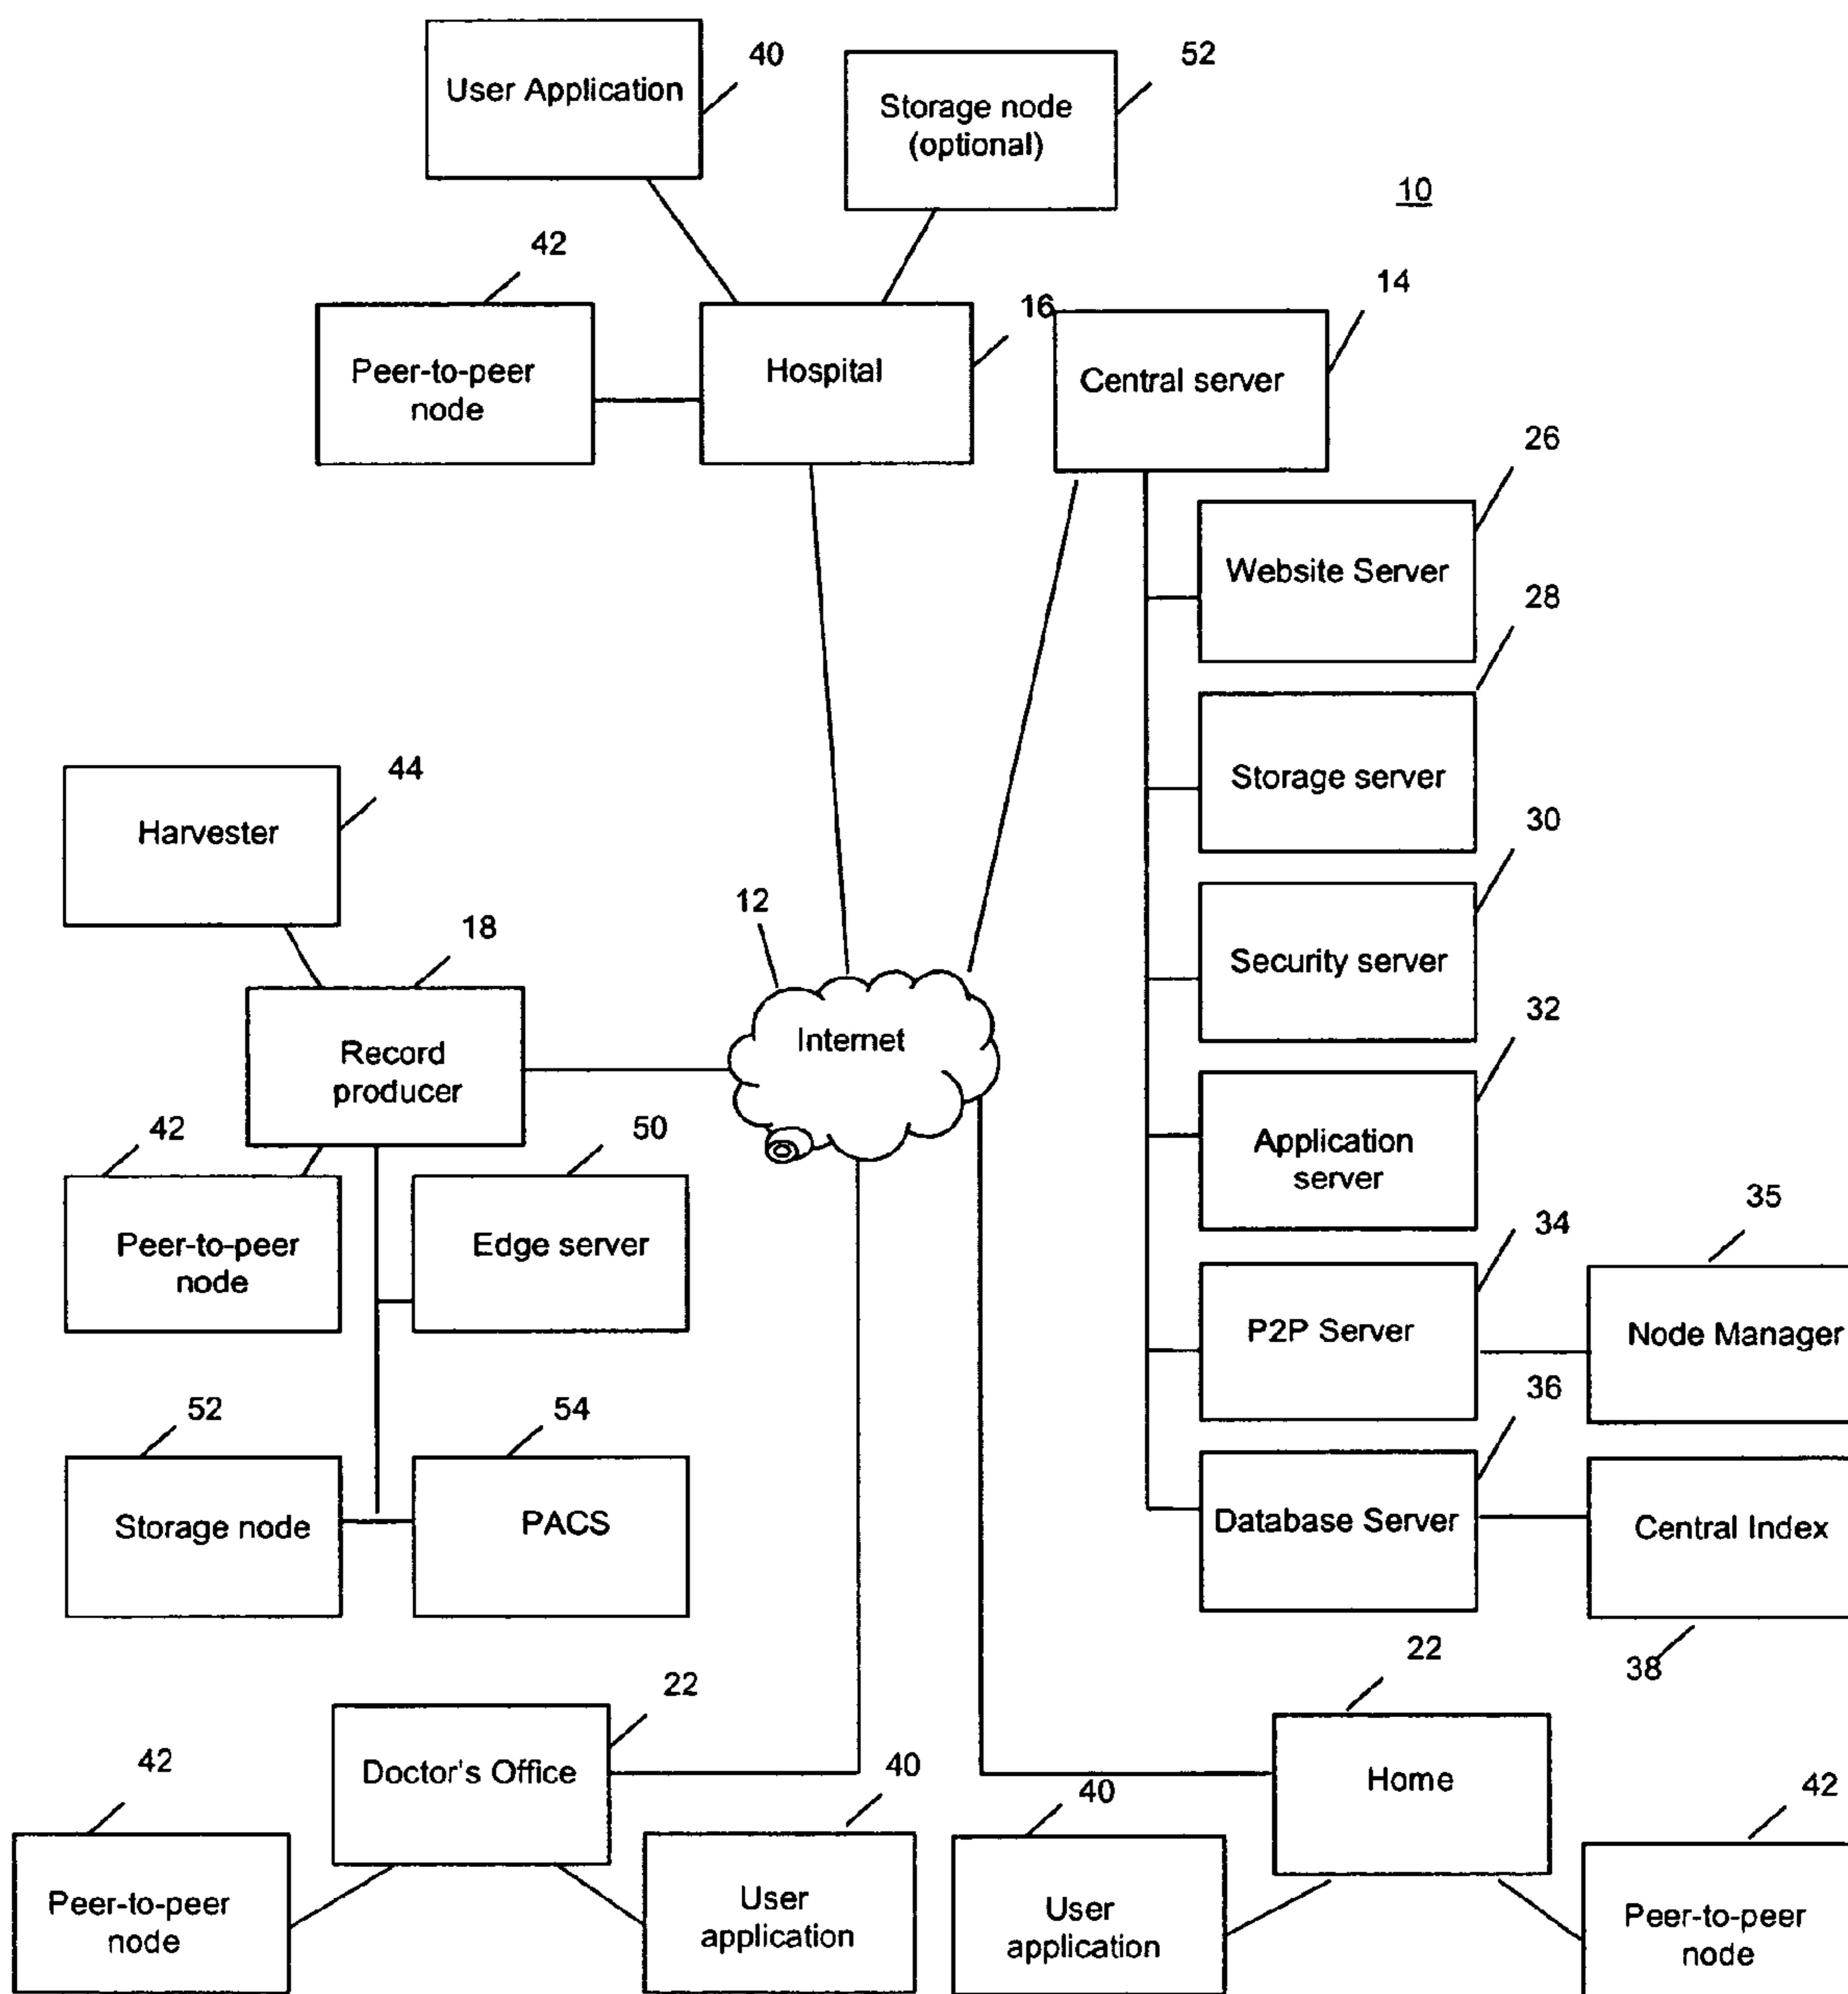 User Application
40
Storage node
(optional)
52
10
42
Peer-to-peer
node
Hospital
16
Central server
14
26
Website Server
28
Storage server
30
Security server
32
Application
server
34
P2P Server
35
Node Manager
36
Database Server
Central Index
38
44
Harvester
18
Record
producer
12
Internet
42
Peer-to-peer
node
50
Edge server
52
Storage node
54
PACS
22
Doctor's Office
42
Peer-to-peer
node
40
User
application
22
Home
40
User
application
42
Peer-to-peer
node